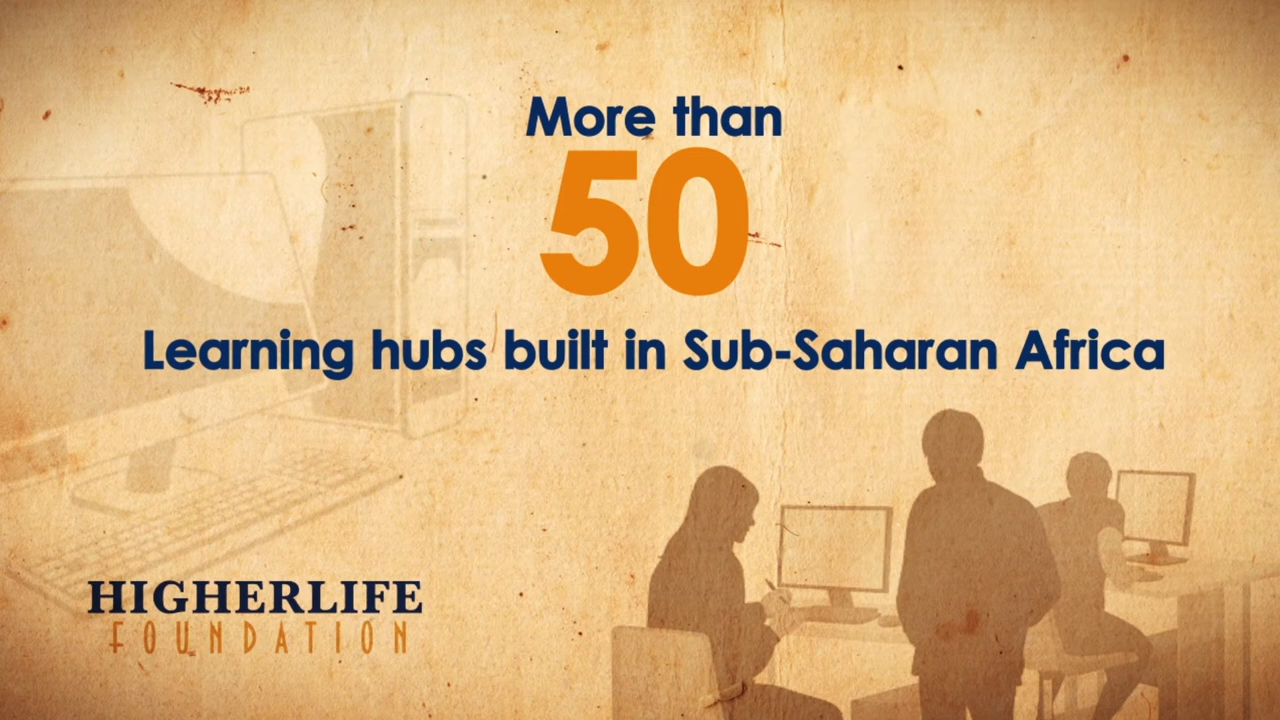 More than
50
Learning hubs built in Sub-Saharan Africa
HIGHERLIFE
FOUNDATION